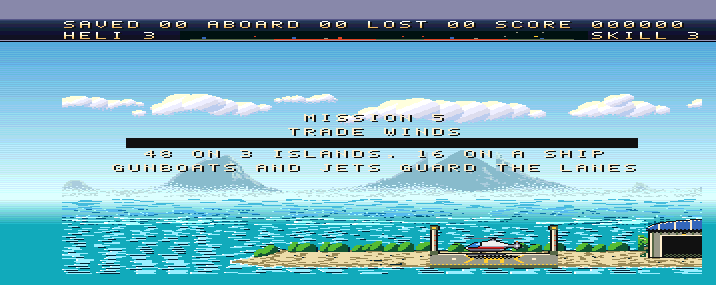 SAVED 00 ABOARD 00 LOST 00 SCORE 000000
HELI 3 SKILL 3
MISSION 5
TRADE WINDS
48 ON 3 ISLANDS. 16 ON A SHIP
GUNBOATS AND JETS GUARD THE LANES